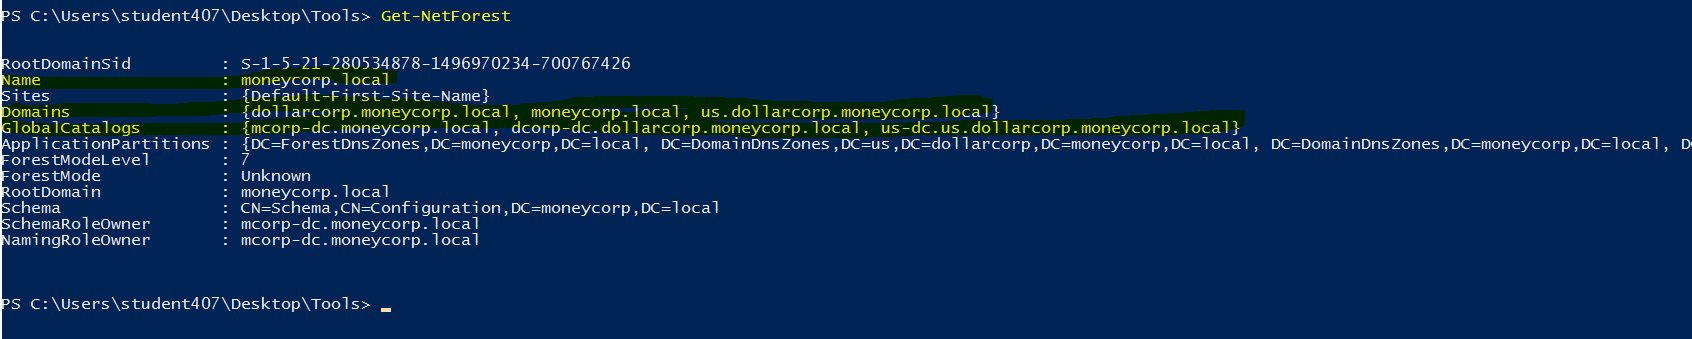 PS C:\Users\student407\Desktop\Tools> Get-NetForest
RootDomainSid : S-1-5-21-280534878-1496970234-700767426
Name : moneycorp.local
Sites : {Default-First-Site-Name}
Domains : {dollarcorp.moneycorp.local, moneycorp.local, us.dollarcorp.moneycorp.local}
GlobalCatalogs : {mcorp-dc.moneycorp.local, dcorp-dc.dollarcorp.moneycorp.local, us-dc.us.dollarcorp.moneycorp.local}
ApplicationPartitions : {DC=ForestDnsZones,DC=moneycorp,DC=local, DC=DomainDnsZones,DC=us,DC=dollarcorp,DC=moneycorp,DC=local, DC=DomainDnsZones,DC=moneycorp,DC=local,
ForestModeLevel : 7
ForestMode : Unknown
RootDomain : moneycorp.local
Schema : CN=Schema,CN=Configuration,DC=moneycorp,DC=local
SchemaRoleOwner : mcorp-dc.moneycorp.local
NamingRoleOwner : mcorp-dc.moneycorp.local
PS C:\Users\student407\Desktop\Tools>